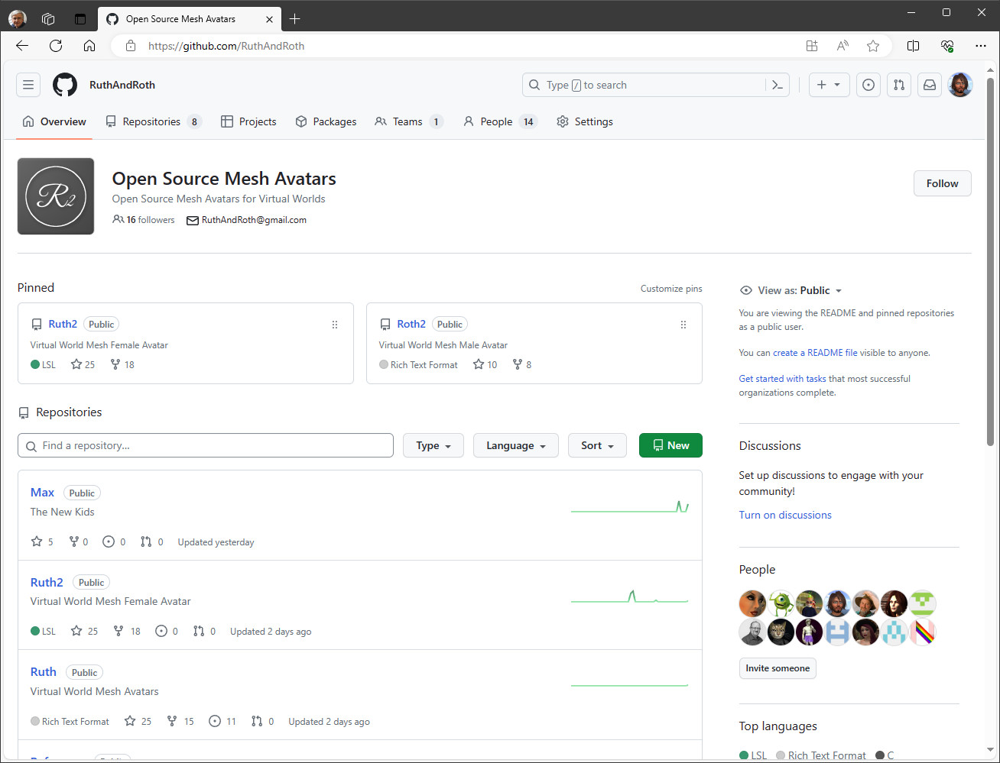 Open Source Mesh Avatars
https://github.com/RuthAndRoth
RuthAndRoth
Type / to search
Overview
Repositories 8
Projects
Packages
Teams 1
People 14
Settings
R2
Open Source Mesh Avatars
Open Source Mesh Avatars for Virtual Worlds
16 followers RuthAndRoth@gmail.com
Follow
Pinned
Customize pins
Ruth2 Public
Virtual World Mesh Female Avatar
LSL 25 18
Roth2 Public
Virtual World Mesh Male Avatar
Rich Text Format 10 8
Repositories
Find a repository...
Type
Language
Sort
New
Max Public
The New Kids
5 0 0 0 Updated yesterday
Ruth2 Public
Virtual World Mesh Female Avatar
LSL 25 18 0 0 Updated 2 days ago
Ruth Public
Virtual World Mesh Avatars
Rich Text Format 25 15 11 0 Updated 2 days ago
View as: Public
You are viewing the README and pinned repositories
as a public user.
You can create a README file visible to anyone.
Get started with tasks that most successful
organizations complete.
Discussions
Set up discussions to engage with your
community!
Turn on discussions
People
Invite someone
Top languages
LSL Rich Text Format C